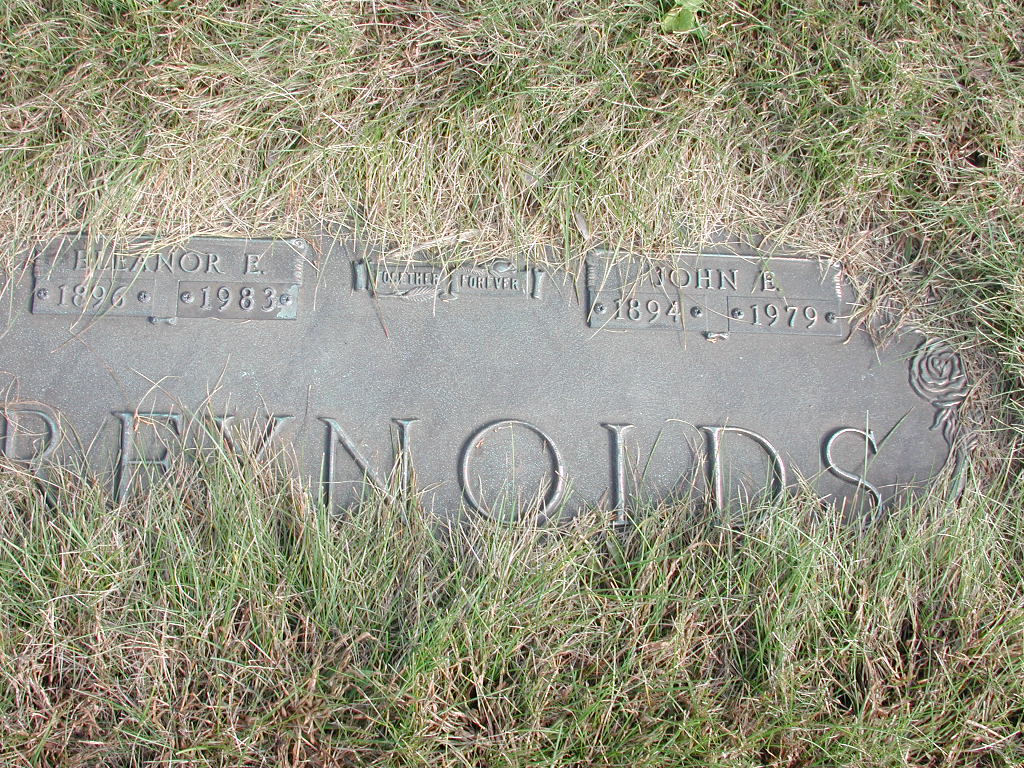 ELEANOR E.
1896 1983
TOGETHER FOREVER
JOHN E.
1894 1979
REYNOLDS